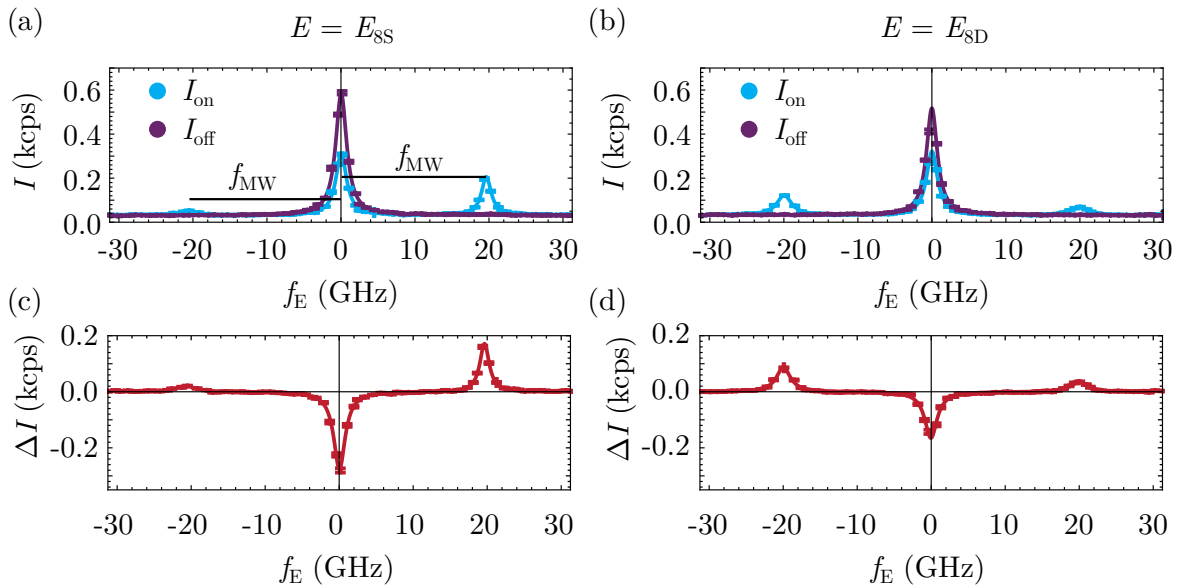 (a)
E = E8S
I (kcps)
0.6
0.4
0.2
0.0
Ion
Ioff
fMW
fMW
-30 -20 -10 0 10 20 30
fE (GHz)
(b)
E = E8D
I (kcps)
0.6
0.4
0.2
0.0
Ion
Ioff
-30 -20 -10 0 10 20 30
fE (GHz)
(c)
ΔI (kcps)
0.2
0.0
-0.2
-30 -20 -10 0 10 20 30
fE (GHz)
(d)
ΔI (kcps)
0.2
0.0
-0.2
-30 -20 -10 0 10 20 30
fE (GHz)